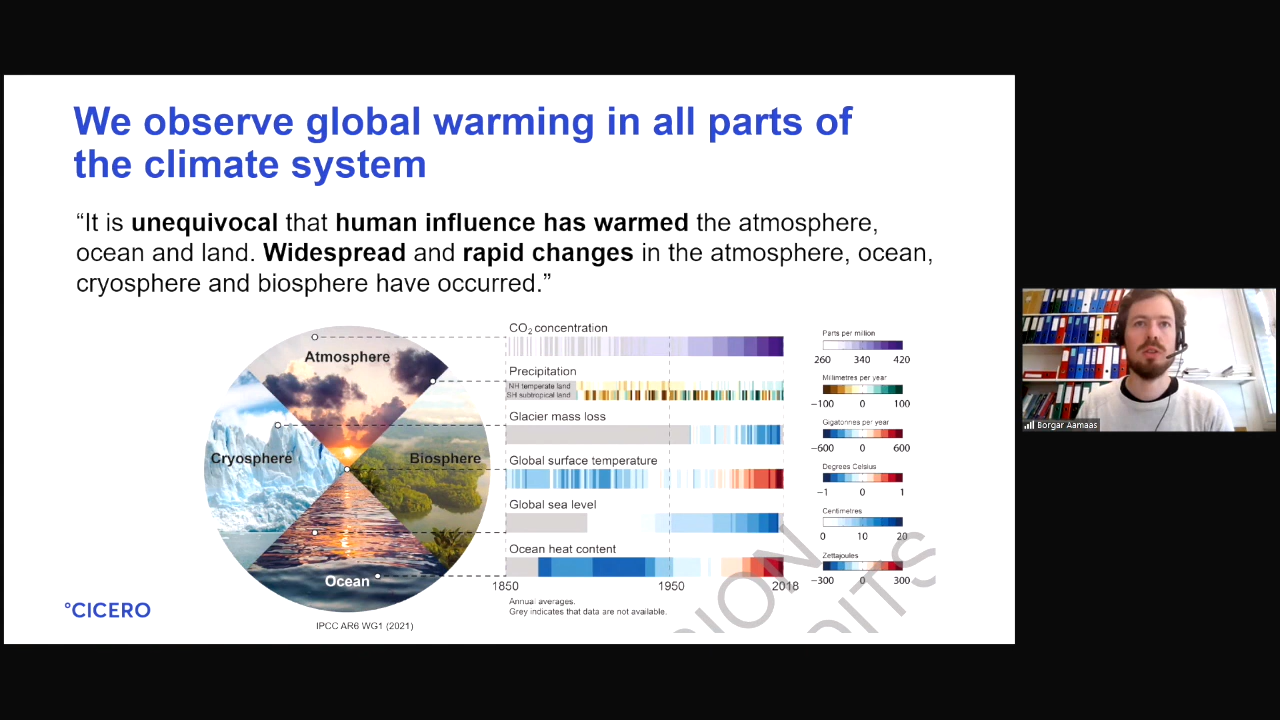 We observe global warming in all parts of
the climate system
“It is unequivocal that human influence has warmed the atmosphere,
ocean and land. Widespread and rapid changes in the atmosphere, ocean,
cryosphere and biosphere have occurred.”
Atmosphere
Cryosphere
Biosphere
Ocean
IPCC AR6 WG1 (2021)
°CICERO
CO2 concentration
Precipitation
NH temperate land
SH subtropical land
Glacier mass loss
Global surface temperature
Global sea level
Ocean heat content
1850 1950 2018
Annual averages.
Grey indicates that data are not available.
Parts per million
260 340 420
Millimetres per year
−100 0 100
Gigatonnes per year
−600 0 600
Degrees Celsius
−1 0 1
Centimetres
0 10 20
Zettajoules
−300 0 300
Borgar Aamaas